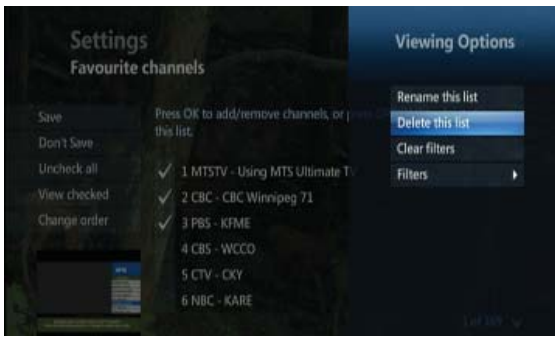 Settings
Favourite channels
Save
Don't Save
Uncheck all
View checked
Change order
Press OK to add/remove channels, or
this list.
1 MTSTV - Using MTS Ultimate T
2 CBC - CBC Winnipeg 71
3 PBS - KFME
4 CBS - WCCO
5 CTV - CKY
6 NBC - KARE
Viewing Options
Rename this list
Delete this list
Clear filters
Filters